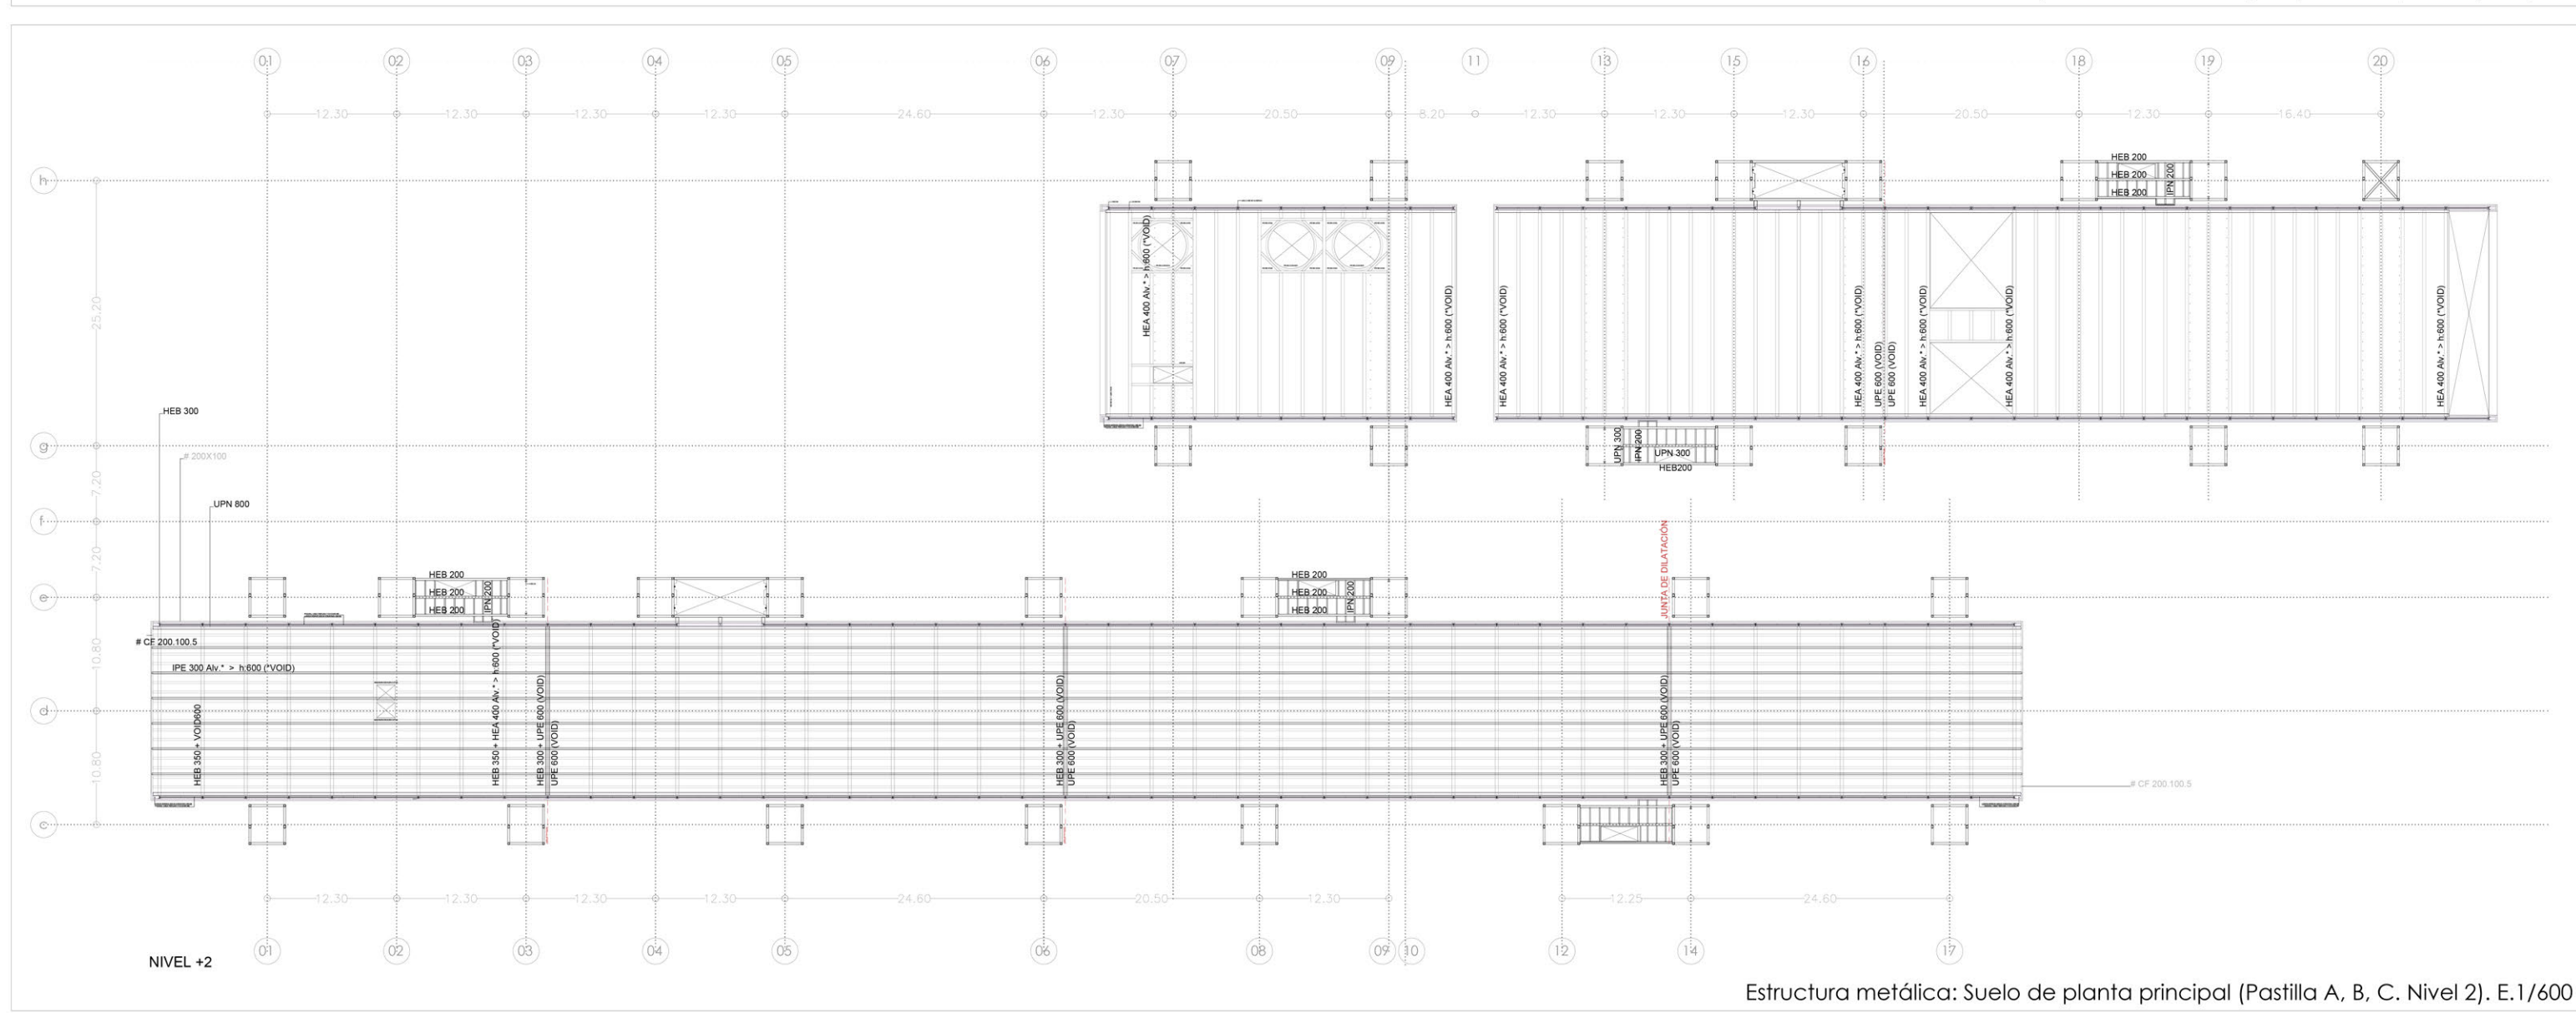 01 02 03 04 05 06 07 09 11 13 15 16 18 19 20
12.30 12.30 12.30 12.30 24.60 12.30 20.50 8.20 12.30 12.30 12.30 20.50 12.30 16.40
h
HEB 200
HEB 200
HEB 200
IPN 200
25.20
HEA 400 Alv.* > h:600 (*VOID)
HEA 400 Alv.* > h:600 (*VOID)
HEA 400 Alv.* > h:600 (*VOID)
HEA 400 Alv.* > h:600 (*VOID)
UPE 600 (VOID)
UPE 600 (VOID)
HEA 400 Alv.* > h:600 (*VOID)
HEA 400 Alv.* > h:600 (*VOID)
HEA 400 Alv.* > h:600 (*VOID)
HEB 300
g
UPN 300
IPN 200
UPN 300
HEB200
# 200X100
7.20
UPN 800
f
7.20
JUNTA DE DILATACIÓN
HEB 200
HEB 200
HEB 200
IPN 200
HEB 200
HEB 200
HEB 200
IPN 200
e
# CF 200.100.5
10.80
IPE 300 Alv.* > h:600 (*VOID)
HEB 350 + VOID600
HEB 350 + HEA 400 Alv.* > h:600 (*VOID)
HEB 300 + UPE 600 (VOID)
UPE 600 (VOID)
HEB 300 + UPE 600 (VOID)
UPE 600 (VOID)
HEB 300 + UPE 600 (VOID)
UPE 600 (VOID)
d
10.80
# CF 200.100.5
c
12.30 12.30 12.30 12.30 24.60 20.50 12.30 12.25 24.60
01 02 03 04 05 06 08 09 10 12 14 17
NIVEL +2
Estructura metálica: Suelo de planta principal (Pastilla A, B, C. Nivel 2). E.1/600